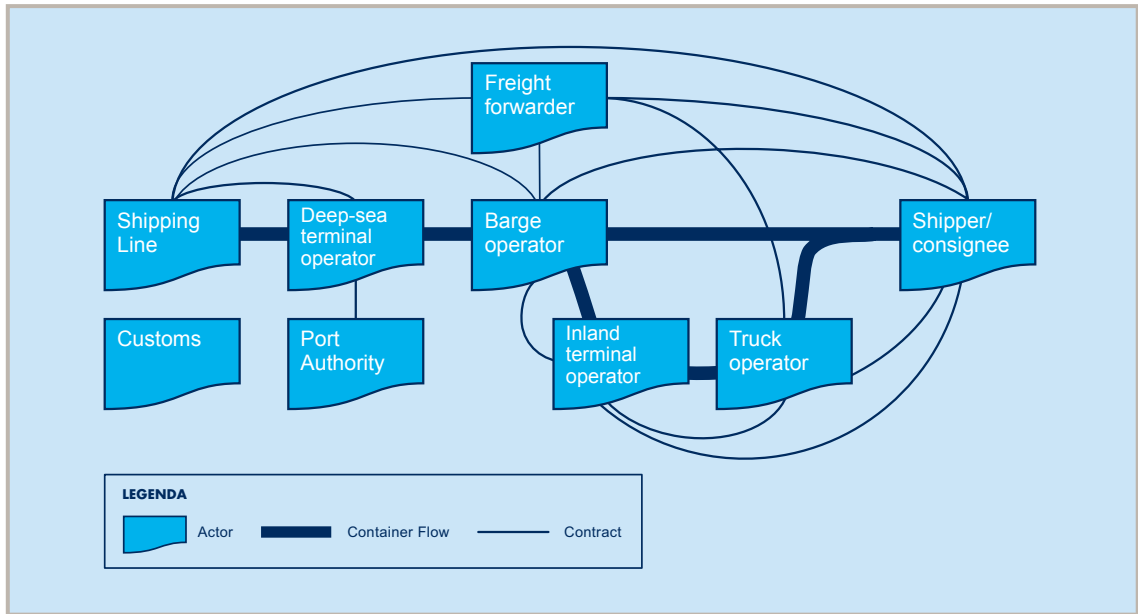 Freight
forwarder
Shipping
Line
Deep-sea
terminal
operator
Barge
operator
Shipper/
consignee
Customs
Port
Authority
Inland
terminal
operator
Truck
operator
LEGENDA
Actor
Container Flow
Contract